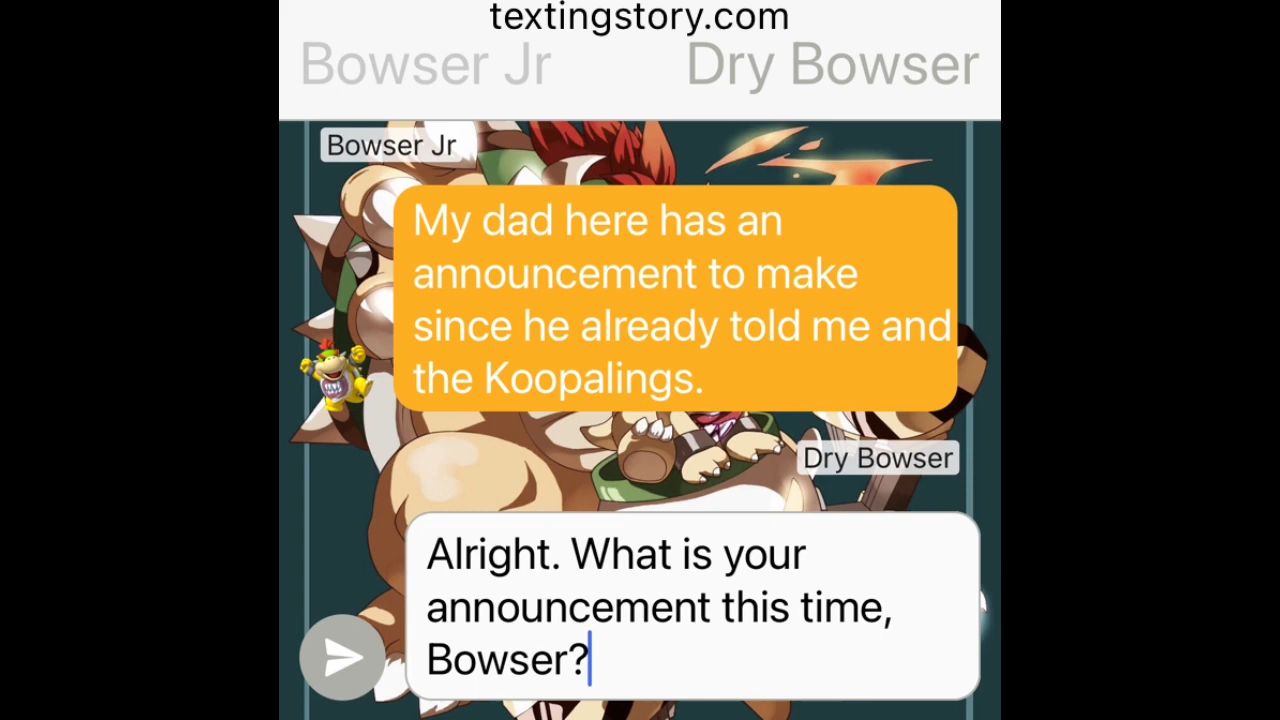 textingstory.com
Bowser Jr Dry Bowser
Bowser Jr
My dad here has an
announcement to make
since he already told me and
the Koopalings.
Dry Bowser
Alright. What is your
announcement this time,
Bowser?